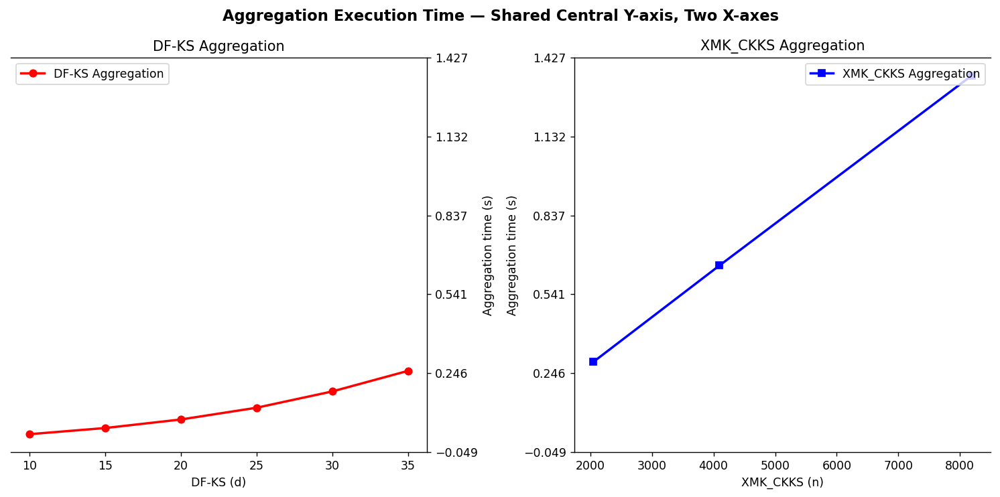 Aggregation Execution Time — Shared Central Y-axis, Two X-axes
DF-KS Aggregation
DF-KS Aggregation
1.427
1.132
0.837
0.541
0.246
−0.049
Aggregation time (s)
10 15 20 25 30 35
DF-KS (d)
XMK_CKKS Aggregation
XMK_CKKS Aggregation
1.427
1.132
0.837
0.541
0.246
−0.049
Aggregation time (s)
2000 3000 4000 5000 6000 7000 8000
XMK_CKKS (n)